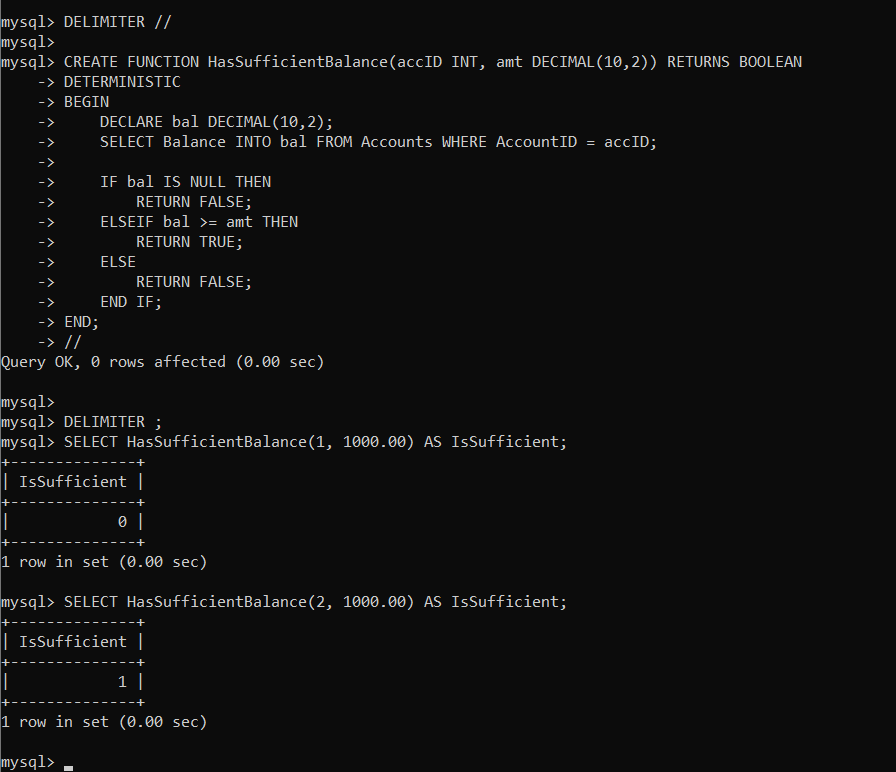 mysql> DELIMITER //
mysql>
mysql> CREATE FUNCTION HasSufficientBalance(accID INT, amt DECIMAL(10,2)) RETURNS BOOLEAN
    -> DETERMINISTIC
    -> BEGIN
    ->     DECLARE bal DECIMAL(10,2);
    ->     SELECT Balance INTO bal FROM Accounts WHERE AccountID = accID;
    ->
    ->     IF bal IS NULL THEN
    ->         RETURN FALSE;
    ->     ELSEIF bal >= amt THEN
    ->         RETURN TRUE;
    ->     ELSE
    ->         RETURN FALSE;
    ->     END IF;
    -> END;
    -> //
Query OK, 0 rows affected (0.00 sec)

mysql>
mysql> DELIMITER ;
mysql> SELECT HasSufficientBalance(1, 1000.00) AS IsSufficient;
+--------------+
| IsSufficient |
+--------------+
|            0 |
+--------------+
1 row in set (0.00 sec)

mysql> SELECT HasSufficientBalance(2, 1000.00) AS IsSufficient;
+--------------+
| IsSufficient |
+--------------+
|            1 |
+--------------+
1 row in set (0.00 sec)

mysql>